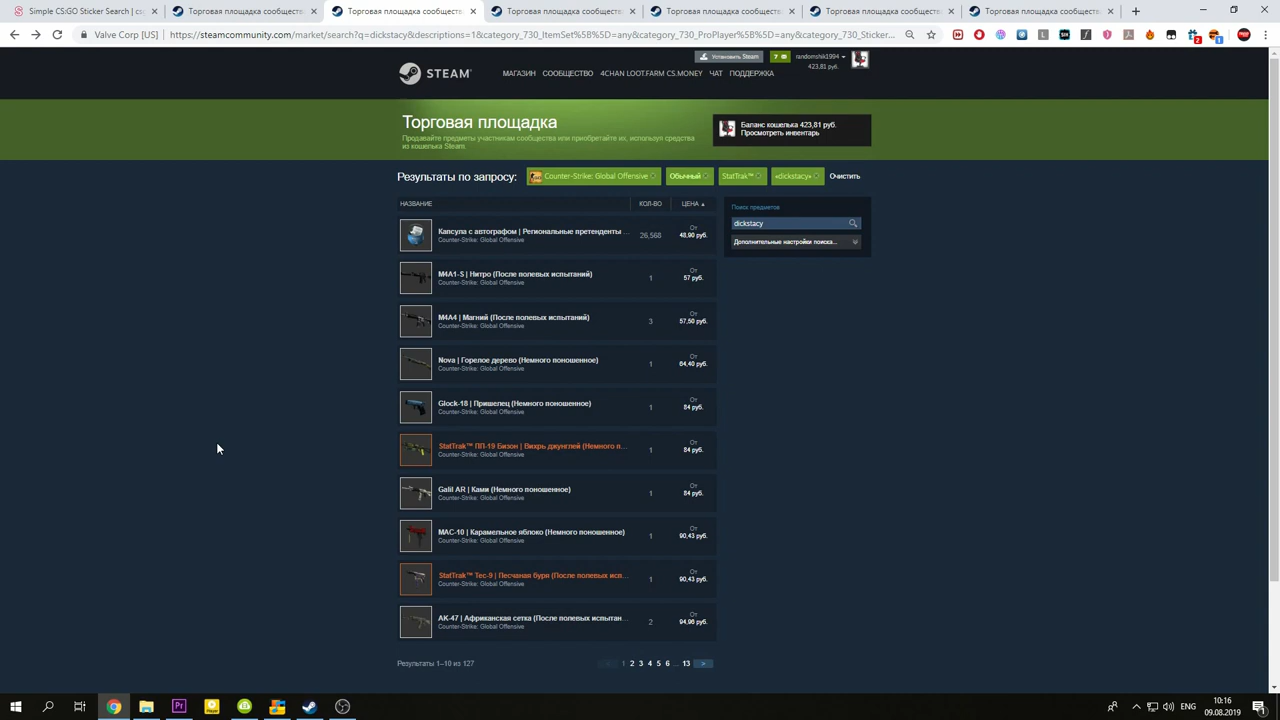 Simple CS:GO Sticker Search | cs
Торговая площадка сообщества
Торговая площадка сообщества
Торговая площадка сообщества
Торговая площадка сообщества
Торговая площадка сообщества
Торговая площадка сообщества
Valve Corp [US] https://steamcommunity.com/market/search?q=dickstacy&descriptions=1&category_730_ItemSet%5B%5D=any&category_730_ProPlayer%5B%5D=any&category_730_StickerC...
Установить Steam 7 randomshik1994
423,81 руб.
STEAM
МАГАЗИН СООБЩЕСТВО 4CHAN LOOT.FARM CS.MONEY ЧАТ ПОДДЕРЖКА
Торговая площадка
Продавайте предметы участникам сообщества или приобретайте их, используя средства
из кошелька Steam.
Баланс кошелька 423,81 руб.
Просмотреть инвентарь
Результаты по запросу: Counter-Strike: Global Offensive Обычный StatTrak™ «dickstacy» Очистить
НАЗВАНИЕ КОЛ-ВО ЦЕНА ▲
Поиск предметов
dickstacy
Дополнительные настройки поиска...
Капсула с автографом | Региональные претенденты ...
Counter-Strike: Global Offensive
26,568
От
48,90 руб.
M4A1-S | Нитро (После полевых испытаний)
Counter-Strike: Global Offensive
1
От
57 руб.
M4A4 | Магний (После полевых испытаний)
Counter-Strike: Global Offensive
3
От
57,50 руб.
Nova | Горелое дерево (Немного поношенное)
Counter-Strike: Global Offensive
1
От
64,40 руб.
Glock-18 | Пришелец (Немного поношенное)
Counter-Strike: Global Offensive
1
От
84 руб.
StatTrak™ ПП-19 Бизон | Вихрь джунглей (Немного п...
Counter-Strike: Global Offensive
1
От
84 руб.
Galil AR | Ками (Немного поношенное)
Counter-Strike: Global Offensive
1
От
84 руб.
MAC-10 | Карамельное яблоко (Немного поношенное)
Counter-Strike: Global Offensive
1
От
90,43 руб.
StatTrak™ Tec-9 | Песчаная буря (После полевых исп...
Counter-Strike: Global Offensive
1
От
90,43 руб.
AK-47 | Африканская сетка (После полевых испытан...
Counter-Strike: Global Offensive
2
От
94,96 руб.
Результаты 1–10 из 127
< 1 2 3 4 5 6 ... 13 >
ENG
10:16
09.08.2019